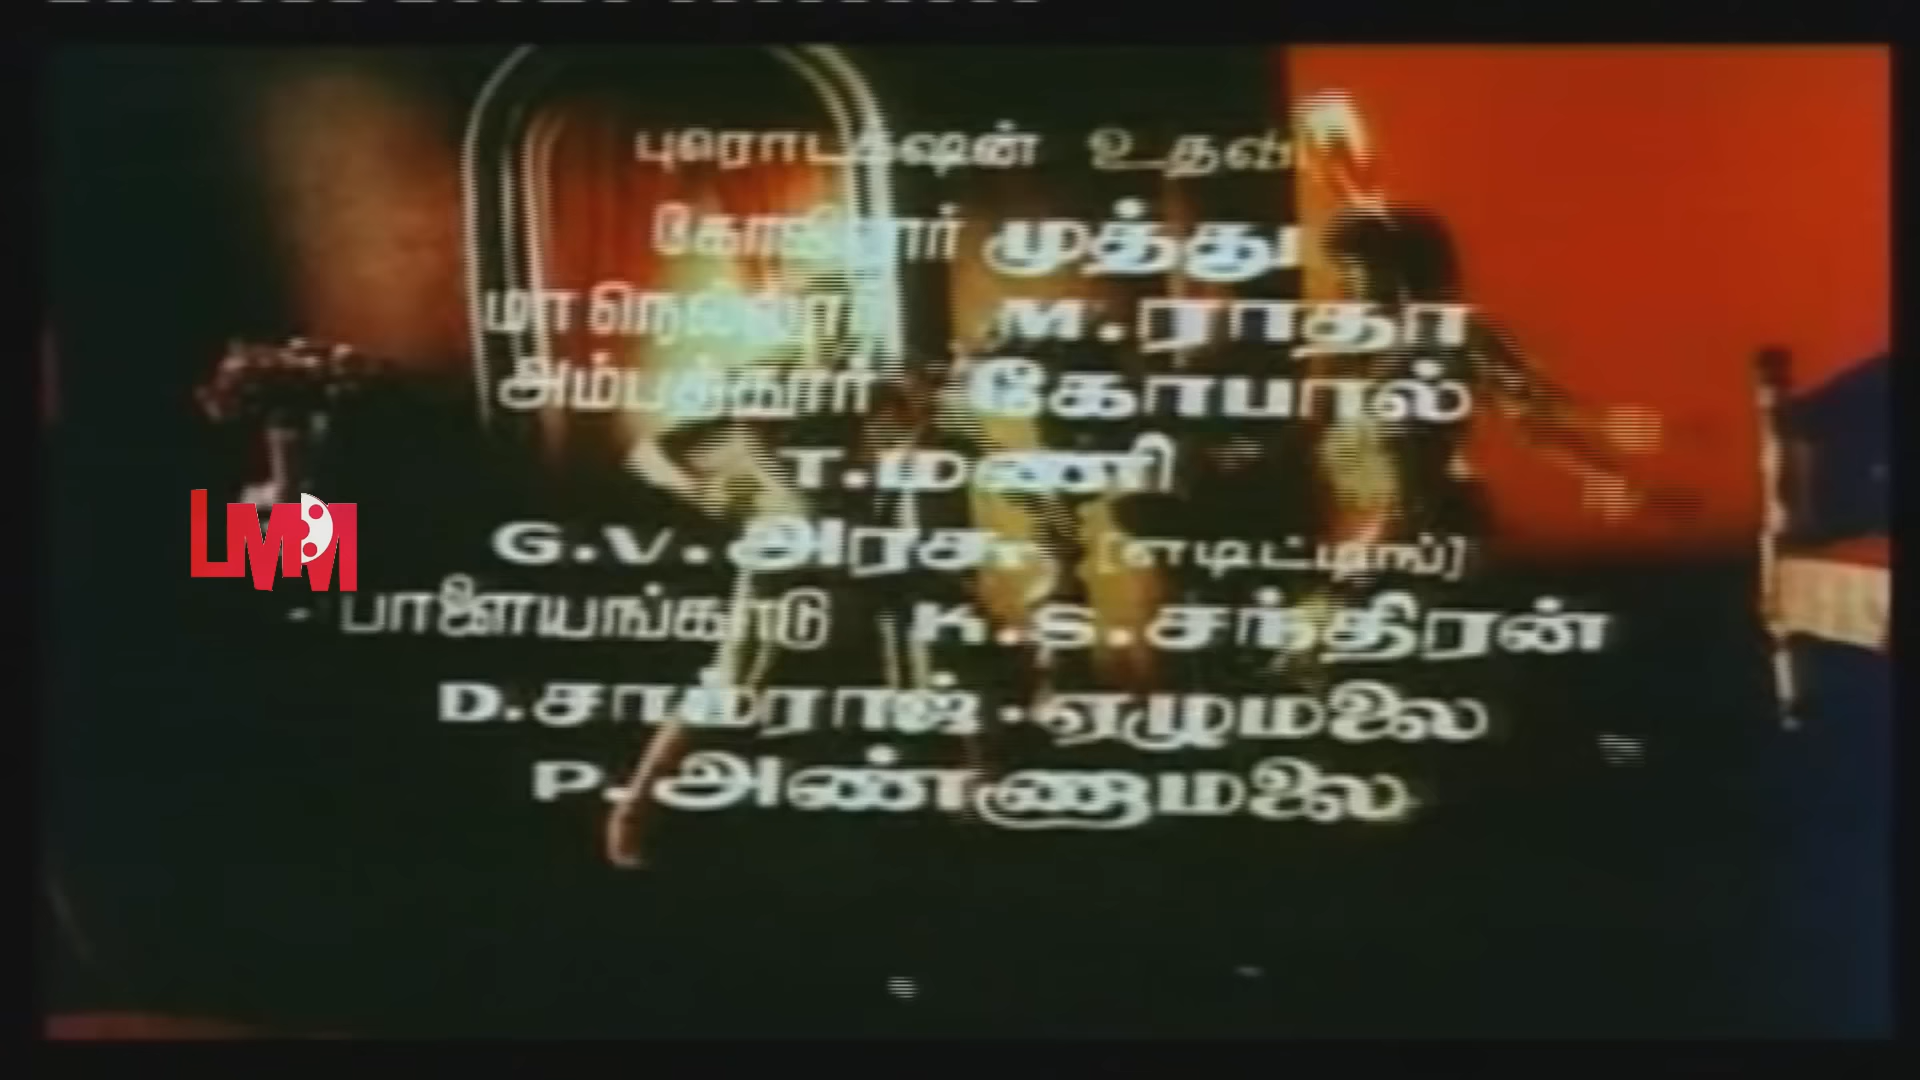 புரொடக்ஷன் உதவி
முத்து
M.ராதா
அம்பத்தூர் கோபால்
T.மணி
G.V.அரசு [எடிட்டிங்]
பாளையங்காடு K.S.சந்திரன்
D.சாம்ராஜ்.ஏழுமலை
P.அண்ணாமலை
LMM